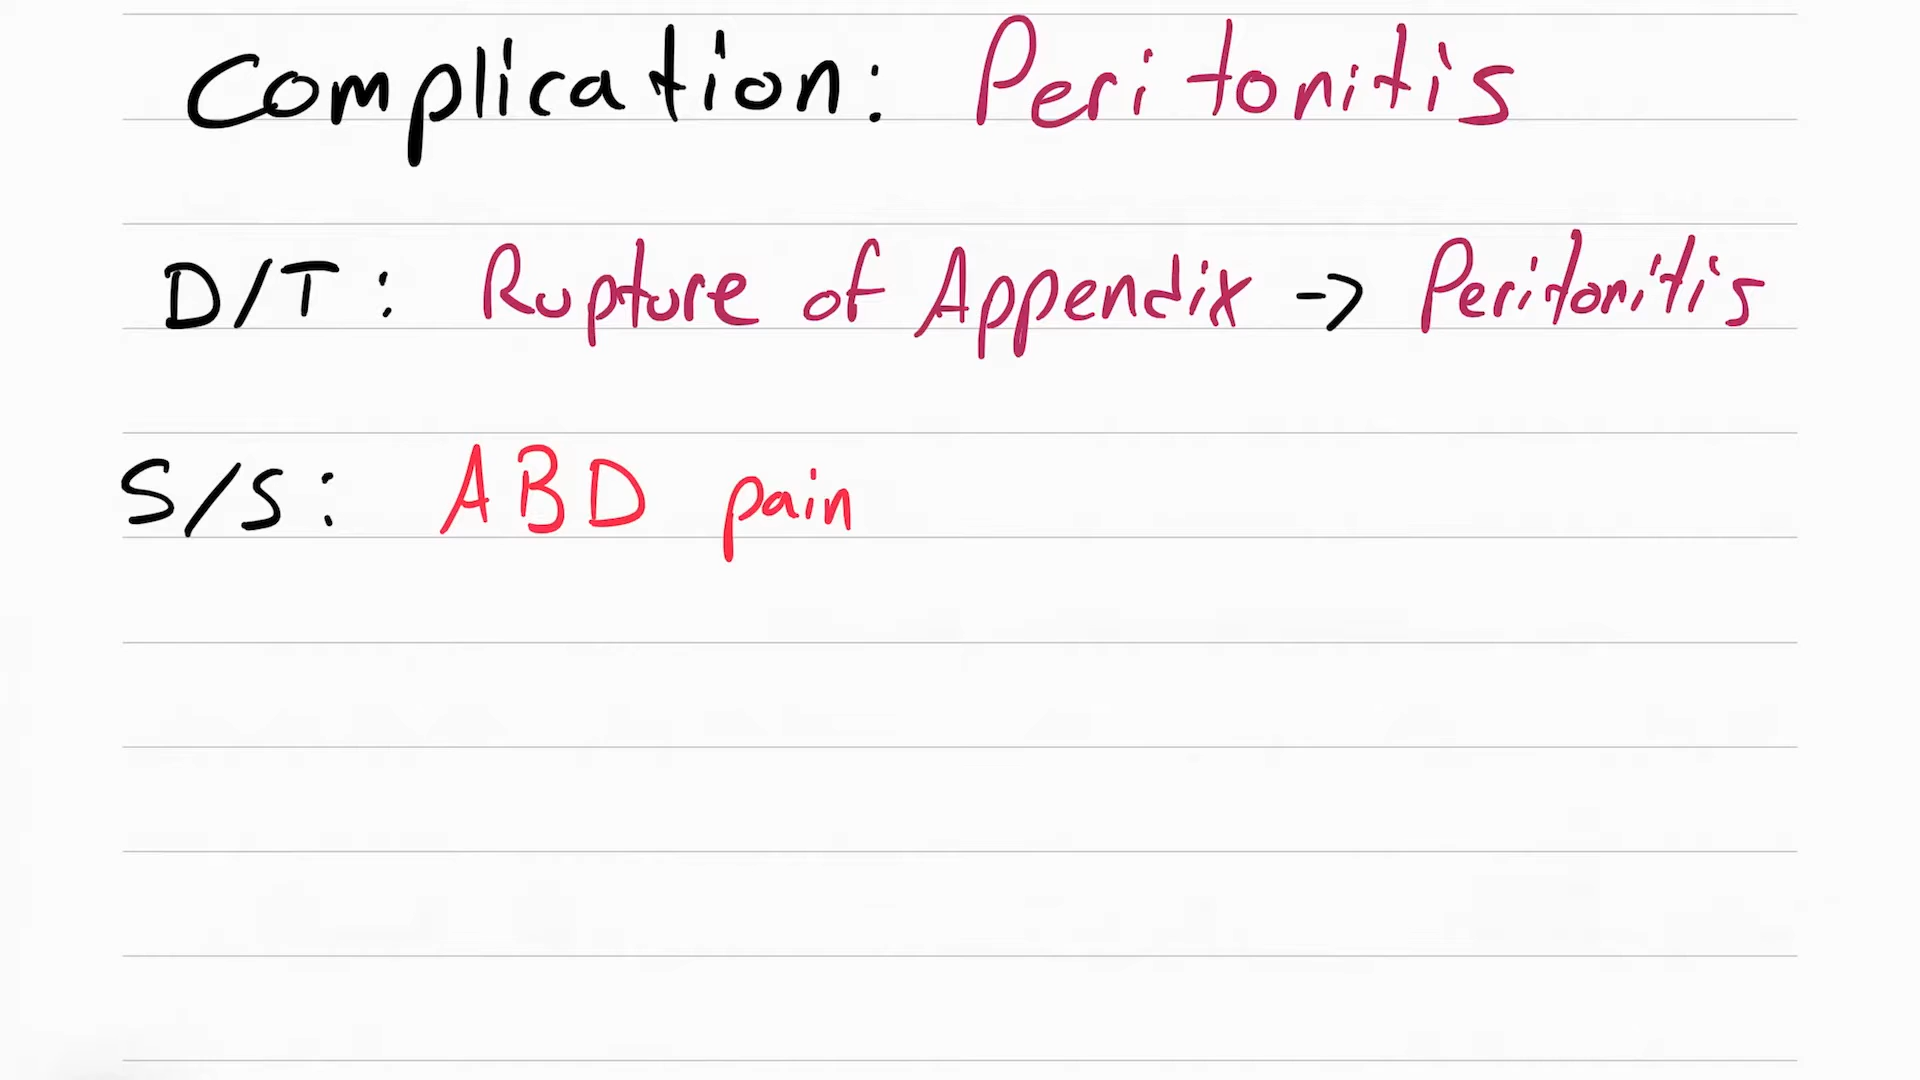 Complication: Peritonitis
D/T: Rupture of Appendix -> Peritonitis
S/S: ABD pain